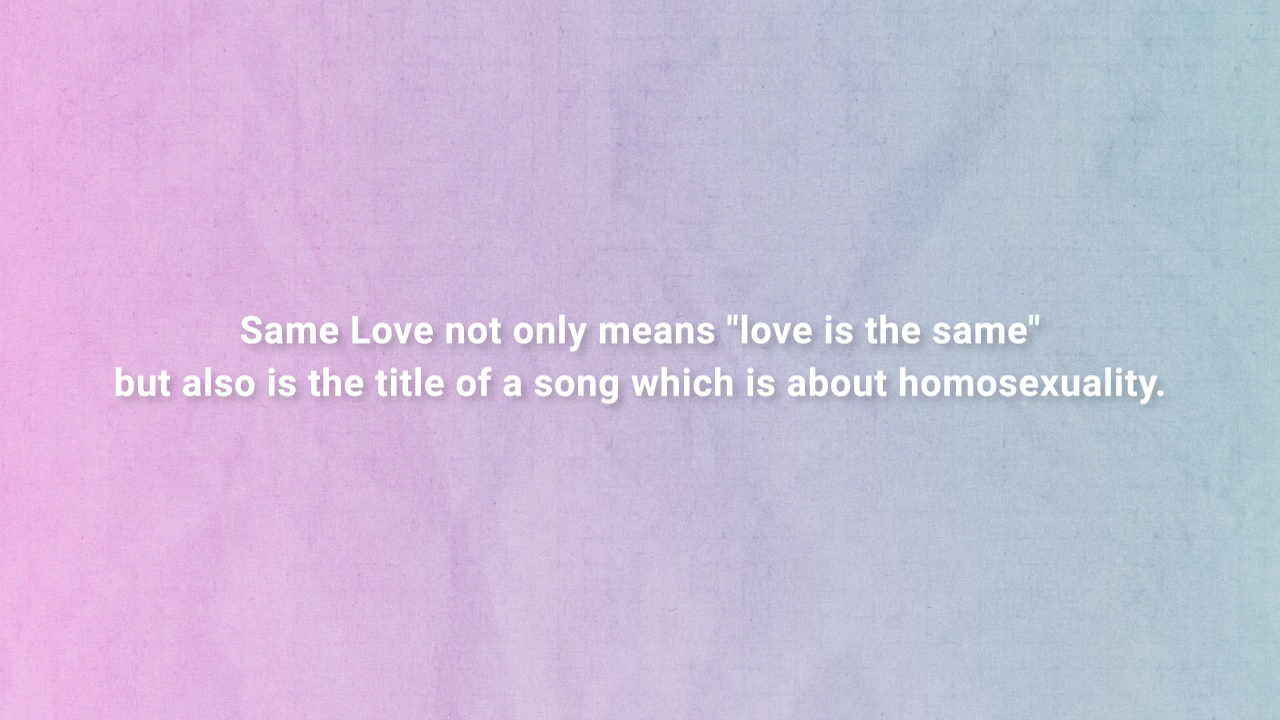 Same Love not only means "love is the same"
but also is the title of a song which is about homosexuality.